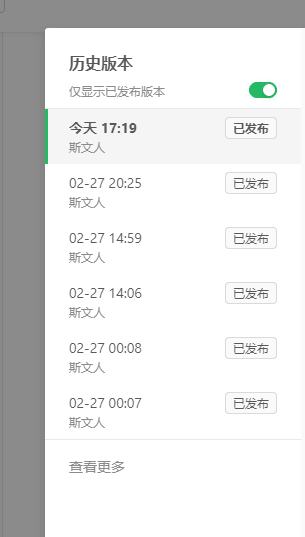 历史版本
仅显示已发布版本
今天 17:19
已发布
斯文人
02-27 20:25
已发布
斯文人
02-27 14:59
已发布
斯文人
02-27 14:06
已发布
斯文人
02-27 00:08
已发布
斯文人
02-27 00:07
已发布
斯文人
查看更多